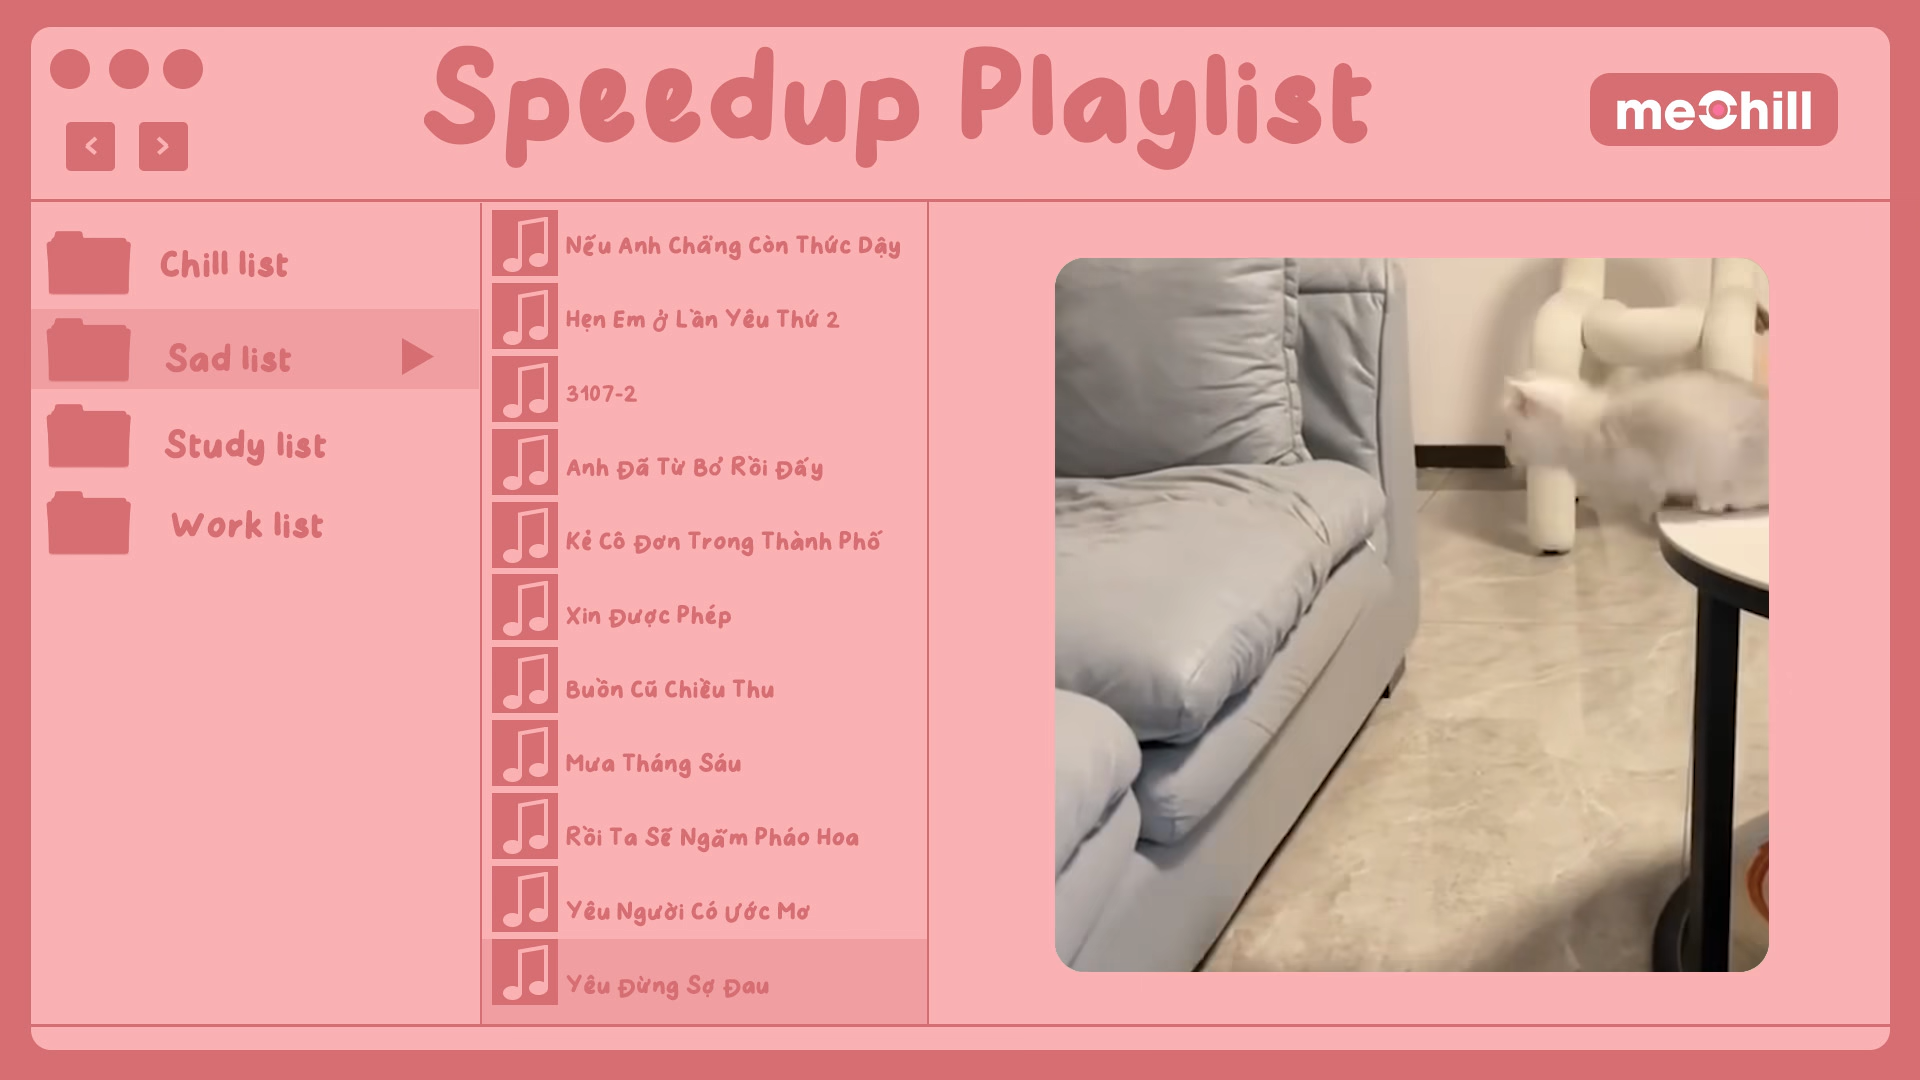 Speedup Playlist
mechill
Chill list
Sad list
Study list
Work list
Nếu Anh Chẳng Còn Thức Dậy
Hẹn Em Ở Lần Yêu Thứ 2
3107-2
Anh Đã Từ Bỏ Rồi Đấy
Kẻ Cô Đơn Trong Thành Phố
Xin Được Phép
Buồn Cũ Chiều Thu
Mưa Tháng Sáu
Rồi Ta Sẽ Ngắm Pháo Hoa
Yêu Người Có Ước Mơ
Yêu Đừng Sợ Đau